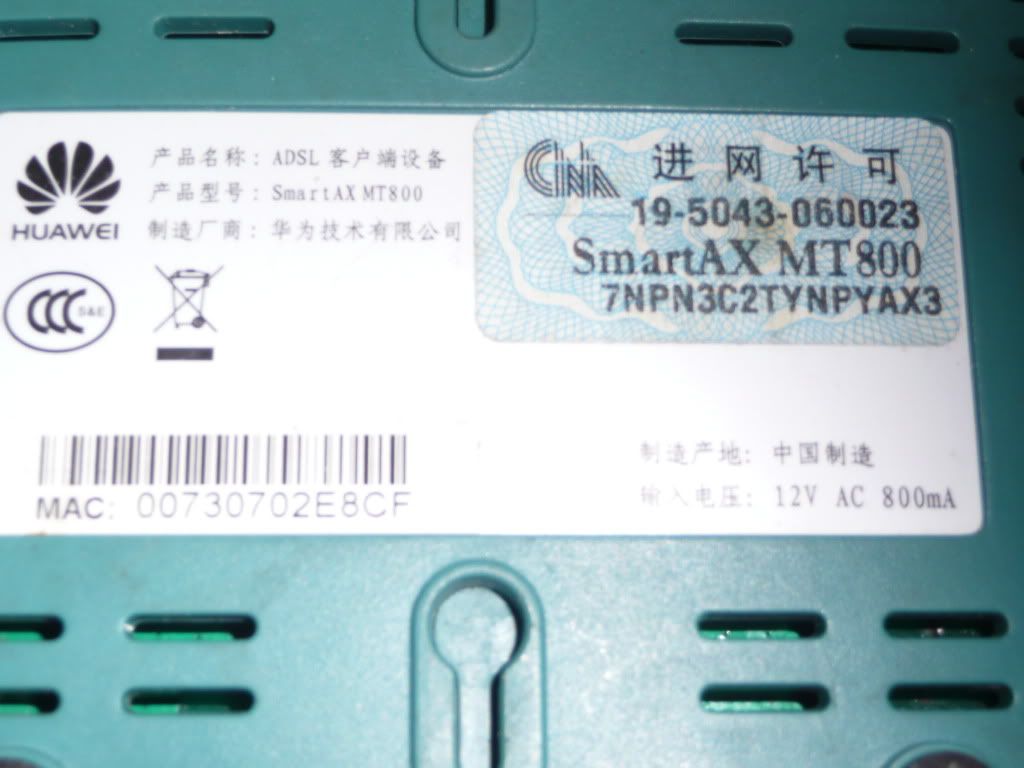 HUAWEI
产品名称: ADSL 客户端设备
产品型号: SmartAX MT800
制造厂商: 华为技术有限公司
CCC S&E
CNA 进网许可
19-5043-060023
SmartAX MT800
7NPN3C2TYNPYAX3
MAC: 00730702E8CF
制造产地: 中国制造
输入电压: 12V AC 800mA